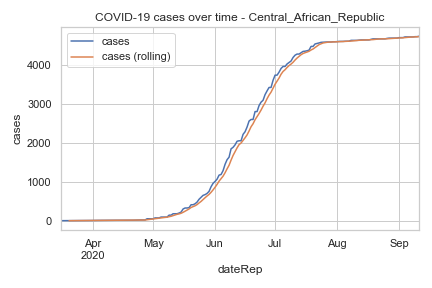 COVID-19 cases over time - Central_African_Republic
cases
cases (rolling)
cases
4000
3000
2000
1000
0
Apr
2020
May
Jun
Jul
Aug
Sep
dateRep